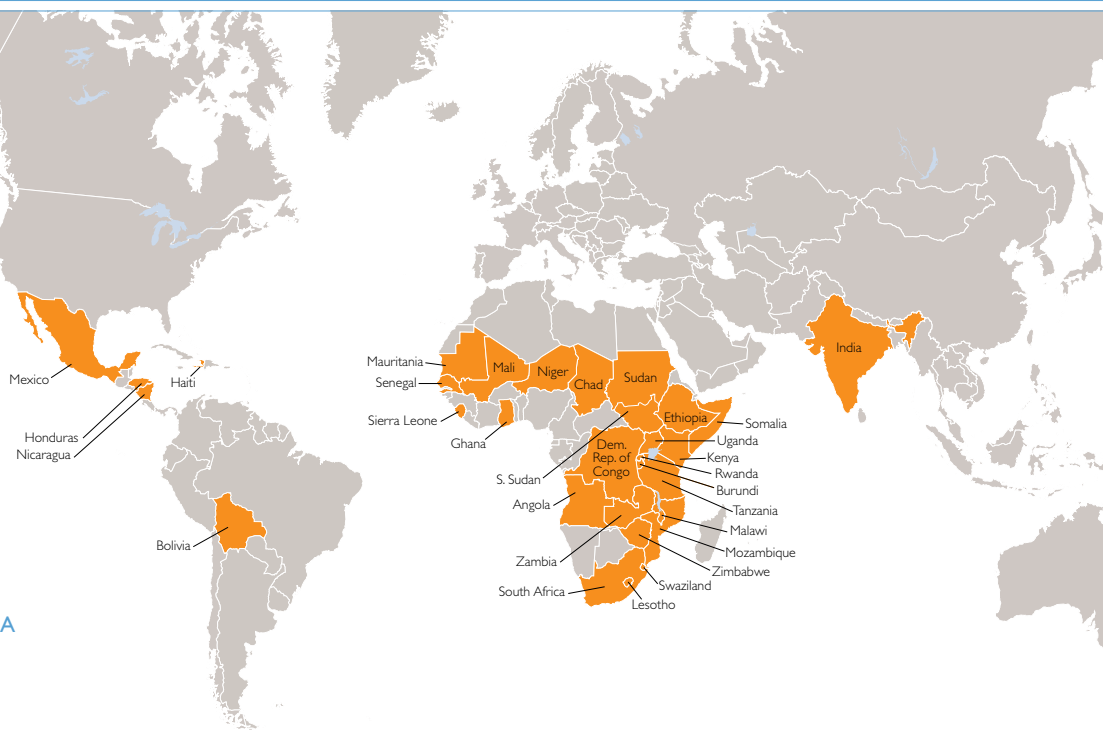 Mexico
Haiti
Honduras
Nicaragua
Bolivia
A
Mauritania
Senegal
Sierra Leone
Ghana
S. Sudan
Angola
Zambia
South Africa
Mali
Niger
Chad
Sudan
Ethiopia
Dem.
Rep. of
Congo
Somalia
Uganda
Kenya
Rwanda
Burundi
Tanzania
Malawi
Mozambique
Zimbabwe
Swaziland
Lesotho
India